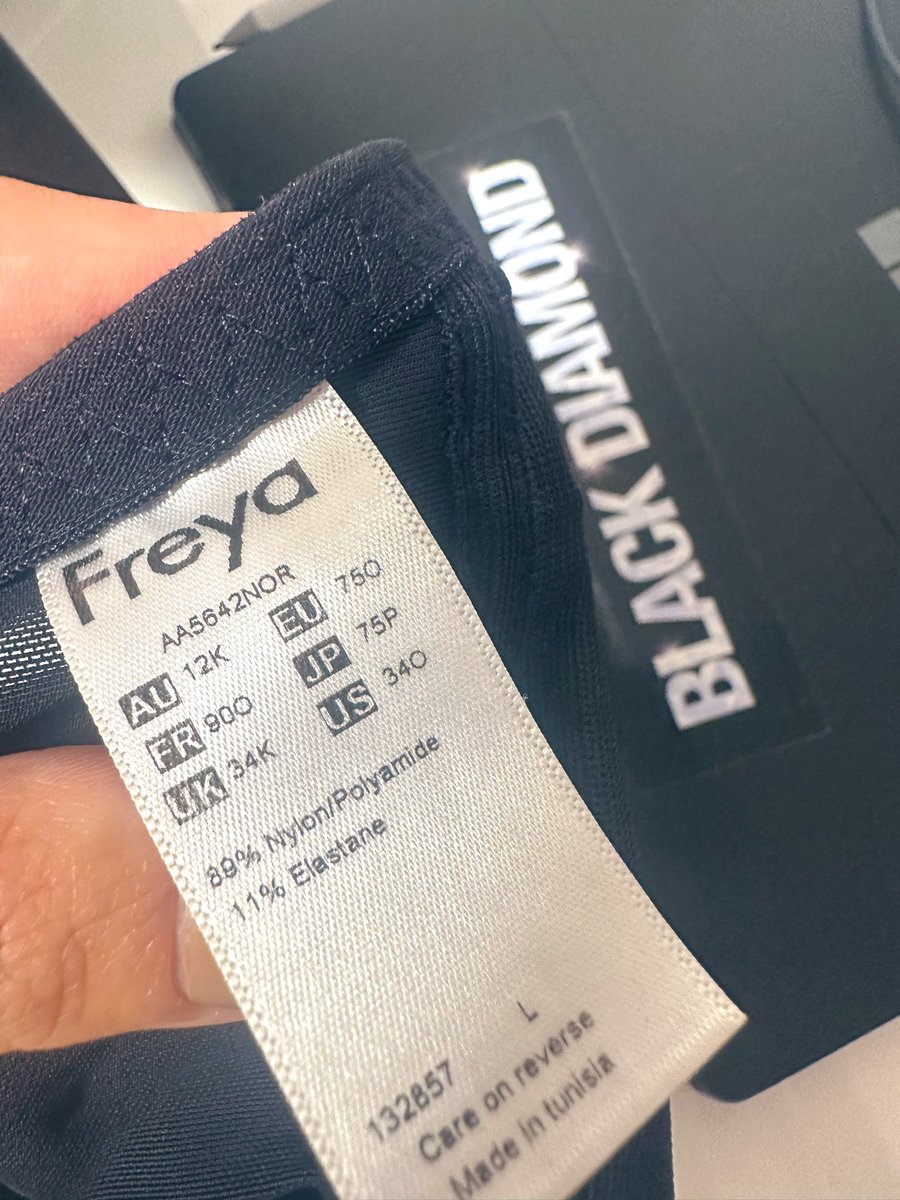 Freya
AA5642NOR
AU 12K EU 75O
FR 90O JP 75P
UK 34K US 34O
89% Nylon/Polyamide
11% Elastane
132857 L
Care on reverse
Made in tunisia
BLACK DIAMOND